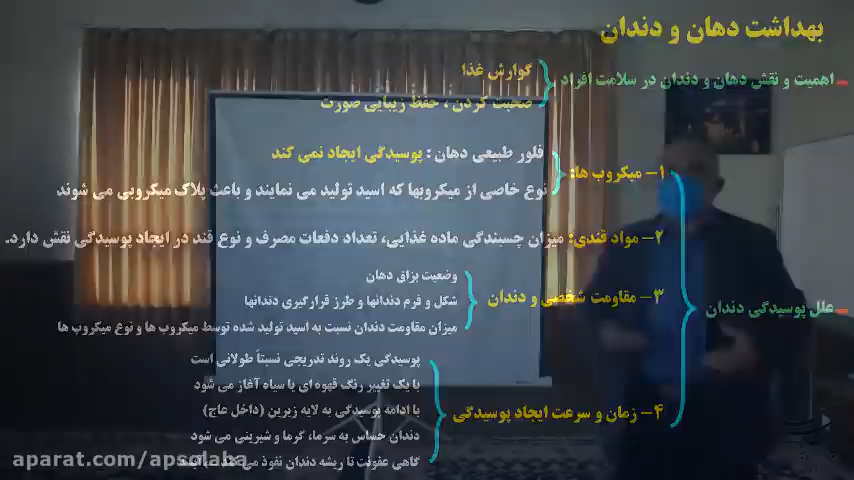 بهداشت دهان و دندان
اهمیت و نقش دهان و دندان در سلامت افراد
گوارش غذا
صحبت کردن ، حفظ زیبایی صورت
علل پوسیدگی دندان
۱- میکروب ها:
فلور طبیعی دهان : پوسیدگی ایجاد نمی کند
نوع خاصی از میکروبها که اسید تولید می نمایند و باعث پلاک میکروبی می شوند
۲- مواد قندی: میزان چسبندگی ماده غذایی، تعداد دفعات مصرف و نوع قند در ایجاد پوسیدگی نقش دارد.
۳- مقاومت شخصی و دندان
وضعیت بزاق دهان
شکل و فرم دندانها و طرز قرارگیری دندانها
میزان مقاومت دندان نسبت به اسید تولید شده توسط میکروب ها و نوع میکروب ها
۴- زمان و سرعت ایجاد پوسیدگی
پوسیدگی یک روند تدریجی نسبتاً طولانی است
با یک تغییر رنگ قهوه ای یا سیاه آغاز می شود
با ادامه پوسیدگی به لایه زیرین (داخل عاج)
دندان حساس به سرما، گرما و شیرینی می شود
گاهی عفونت تا ریشه دندان نفوذ می
aparat.com/apsolaba